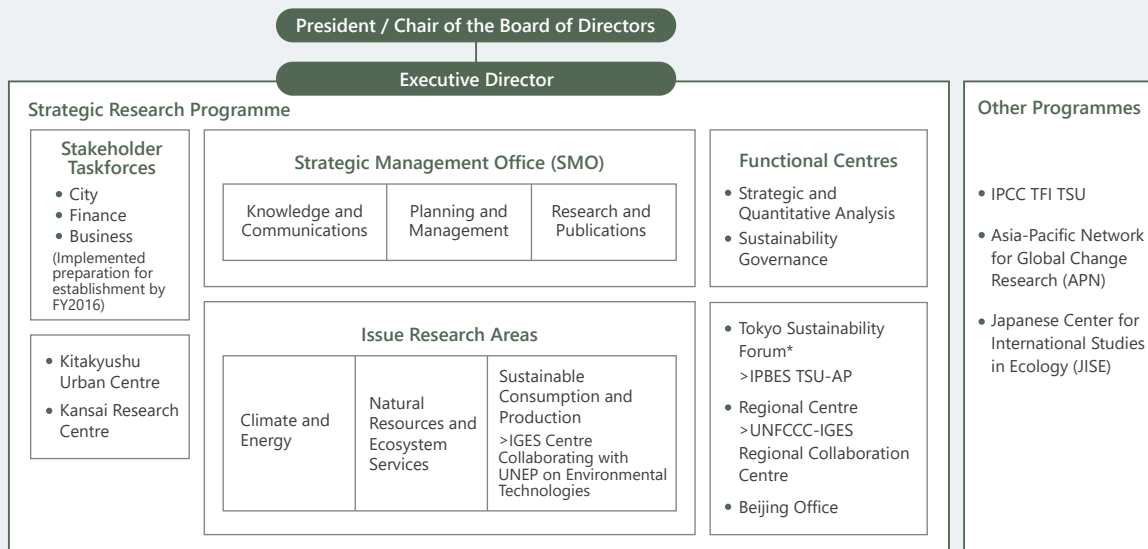 President / Chair of the Board of Directors
Executive Director
Strategic Research Programme
Stakeholder
Taskforces
• City
• Finance
• Business
(Implemented
preparation for
establishment by
FY2016)
• Kitakyushu
Urban Centre
• Kansai Research
Centre
Strategic Management Office (SMO)
Knowledge and
Communications
Planning and
Management
Research and
Publications
Issue Research Areas
Climate and
Energy
Natural
Resources and
Ecosystem
Services
Sustainable
Consumption and
Production
>IGES Centre
Collaborating with
UNEP on Environmental
Technologies
Functional Centres
• Strategic and
Quantitative Analysis
• Sustainability
Governance
• Tokyo Sustainability
Forum*
>IPBES TSU-AP
• Regional Centre
>UNFCCC-IGES
Regional Collaboration
Centre
• Beijing Office
Other Programmes
• IPCC TFI TSU
• Asia-Pacific Network
for Global Change
Research (APN)
• Japanese Center for
International Studies
in Ecology (JISE)